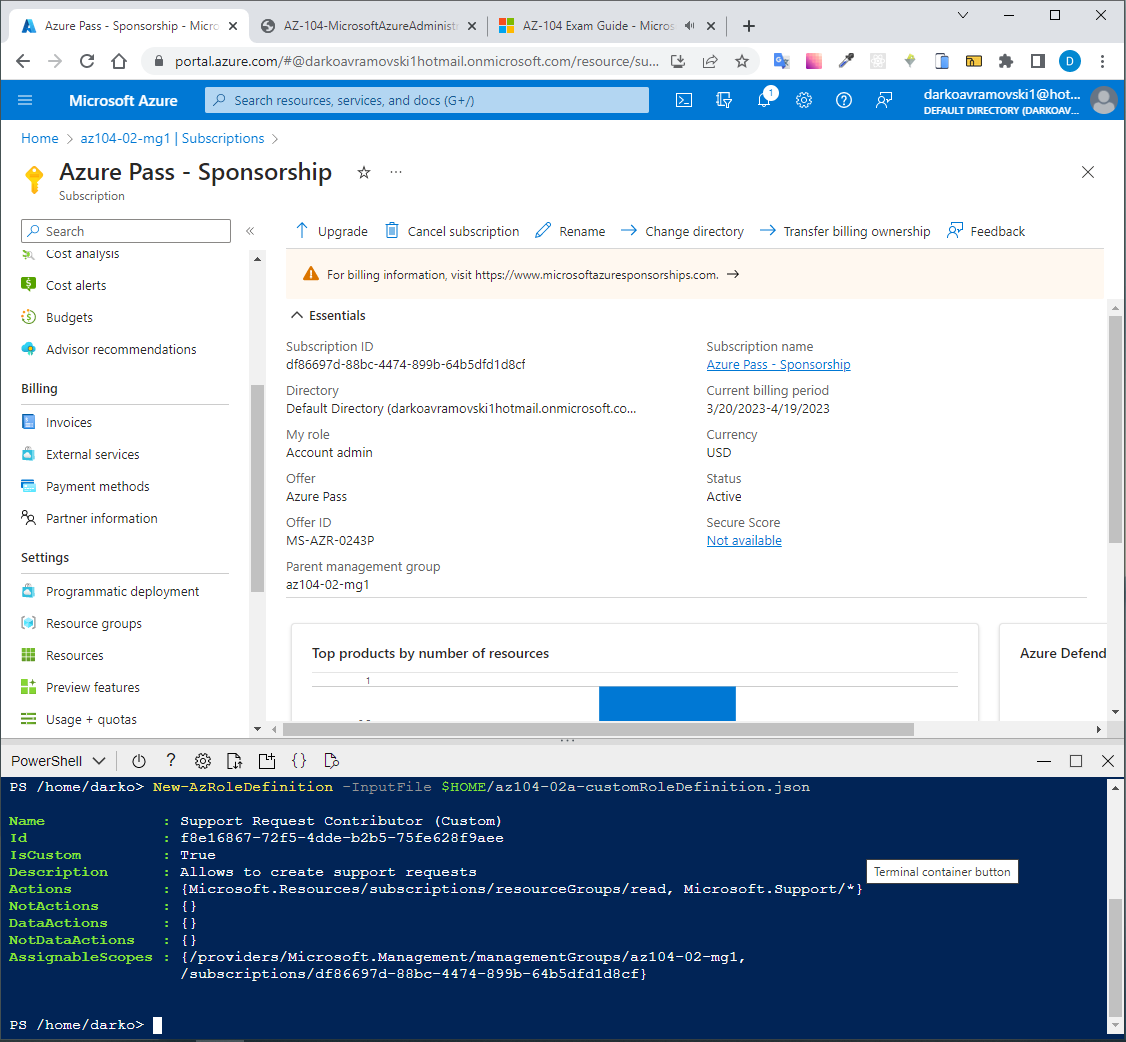 Azure Pass - Sponsorship - Micro
AZ-104-MicrosoftAzureAdministr
AZ-104 Exam Guide - Micros
portal.azure.com/#@darkoavramovski1hotmail.onmicrosoft.com/resource/su...
D
Microsoft Azure
Search resources, services, and docs (G+/)
1
darkoavramovski1@hot...
DEFAULT DIRECTORY (DARKOAV...
Home > az104-02-mg1 | Subscriptions >
Azure Pass - Sponsorship
Subscription
Search
Upgrade
Cancel subscription
Rename
Change directory
Transfer billing ownership
Feedback
Cost analysis
Cost alerts
Budgets
Advisor recommendations
Billing
Invoices
External services
Payment methods
Partner information
Settings
Programmatic deployment
Resource groups
Resources
Preview features
Usage + quotas
For billing information, visit https://www.microsoftazuresponsorships.com. →
Essentials
Subscription ID
df86697d-88bc-4474-899b-64b5dfd1d8cf
Directory
Default Directory (darkoavramovski1hotmail.onmicrosoft.co...
My role
Account admin
Offer
Azure Pass
Offer ID
MS-AZR-0243P
Parent management group
az104-02-mg1
Subscription name
Azure Pass - Sponsorship
Current billing period
3/20/2023-4/19/2023
Currency
USD
Status
Active
Secure Score
Not available
Top products by number of resources
1
Azure Defend
PowerShell
PS /home/darko> New-AzRoleDefinition -InputFile $HOME/az104-02a-customRoleDefinition.json
Name : Support Request Contributor (Custom)
Id : f8e16867-72f5-4dde-b2b5-75fe628f9aee
IsCustom : True
Description : Allows to create support requests
Actions : {Microsoft.Resources/subscriptions/resourceGroups/read, Microsoft.Support/*}
NotActions : {}
DataActions : {}
NotDataActions : {}
AssignableScopes : {/providers/Microsoft.Management/managementGroups/az104-02-mg1,
/subscriptions/df86697d-88bc-4474-899b-64b5dfd1d8cf}
Terminal container button
PS /home/darko>